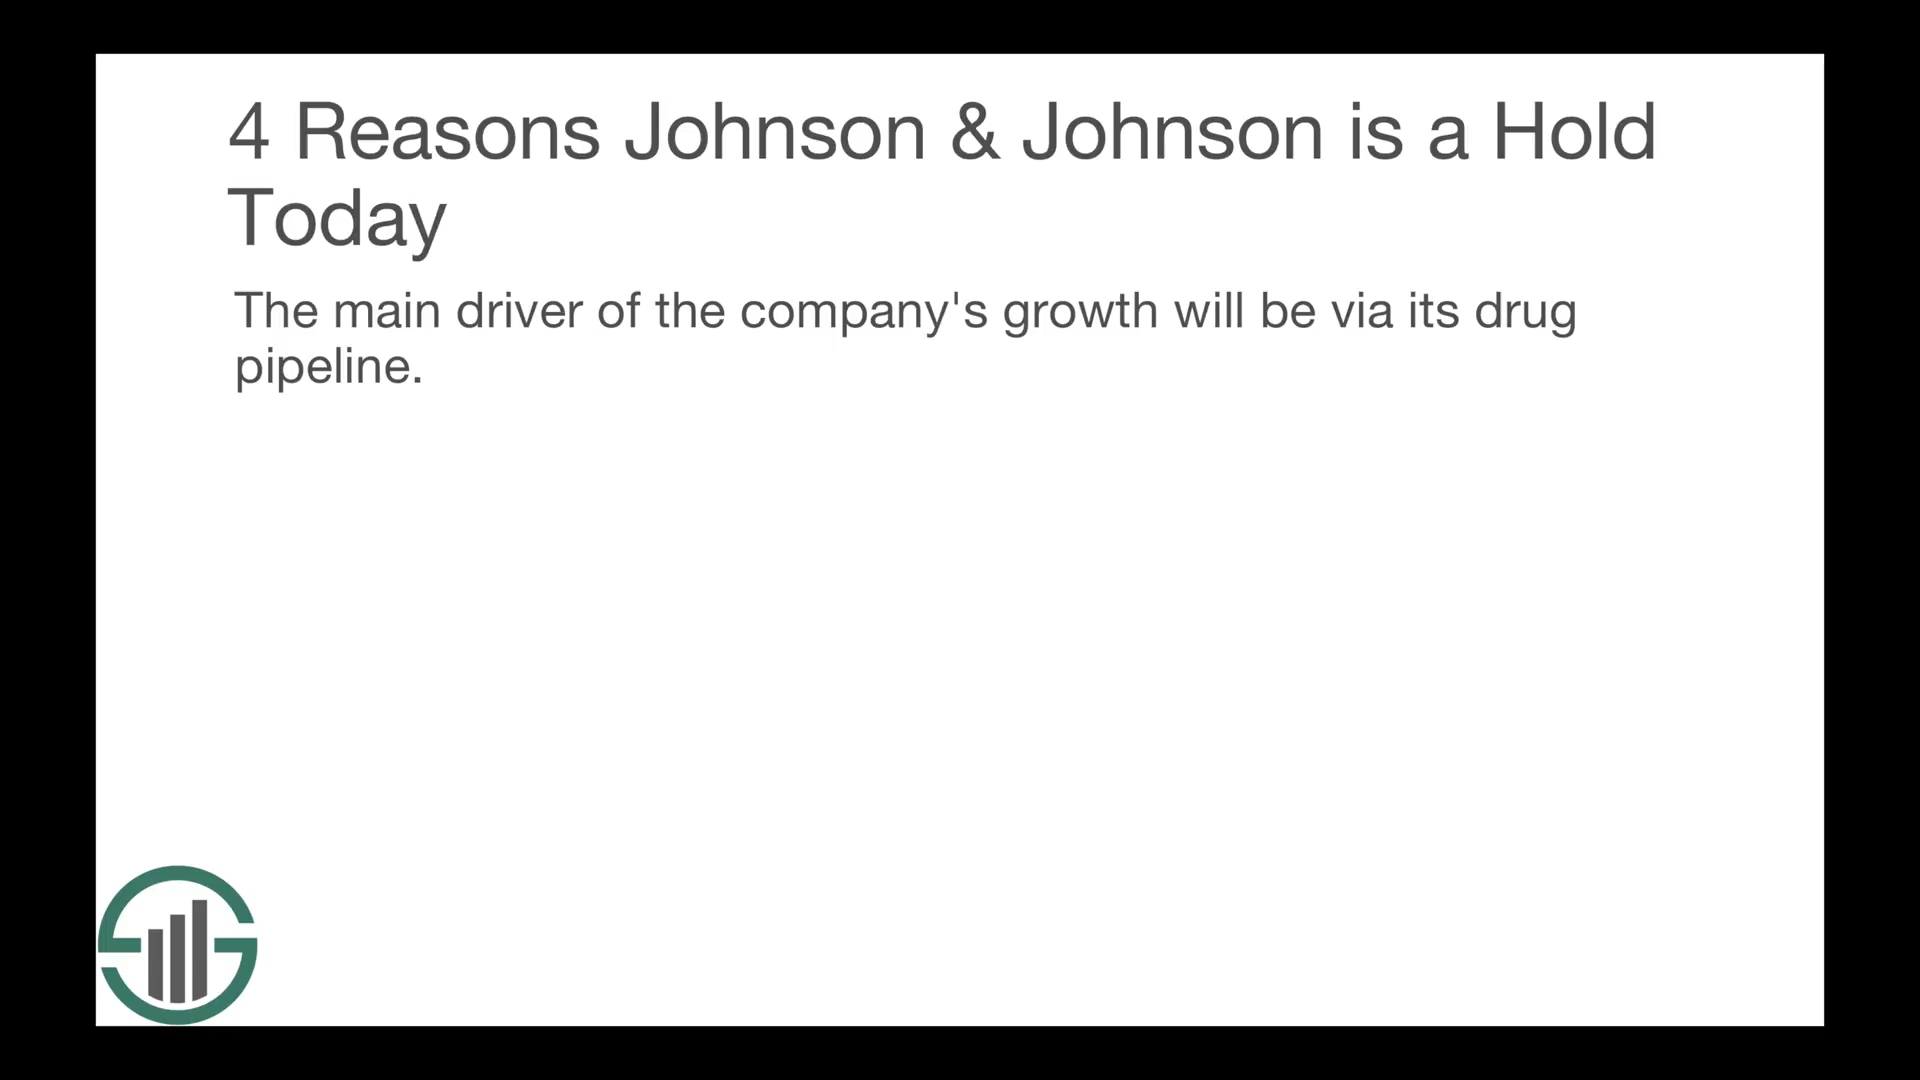 4 Reasons Johnson & Johnson is a Hold
Today
The main driver of the company's growth will be via its drug
pipeline.